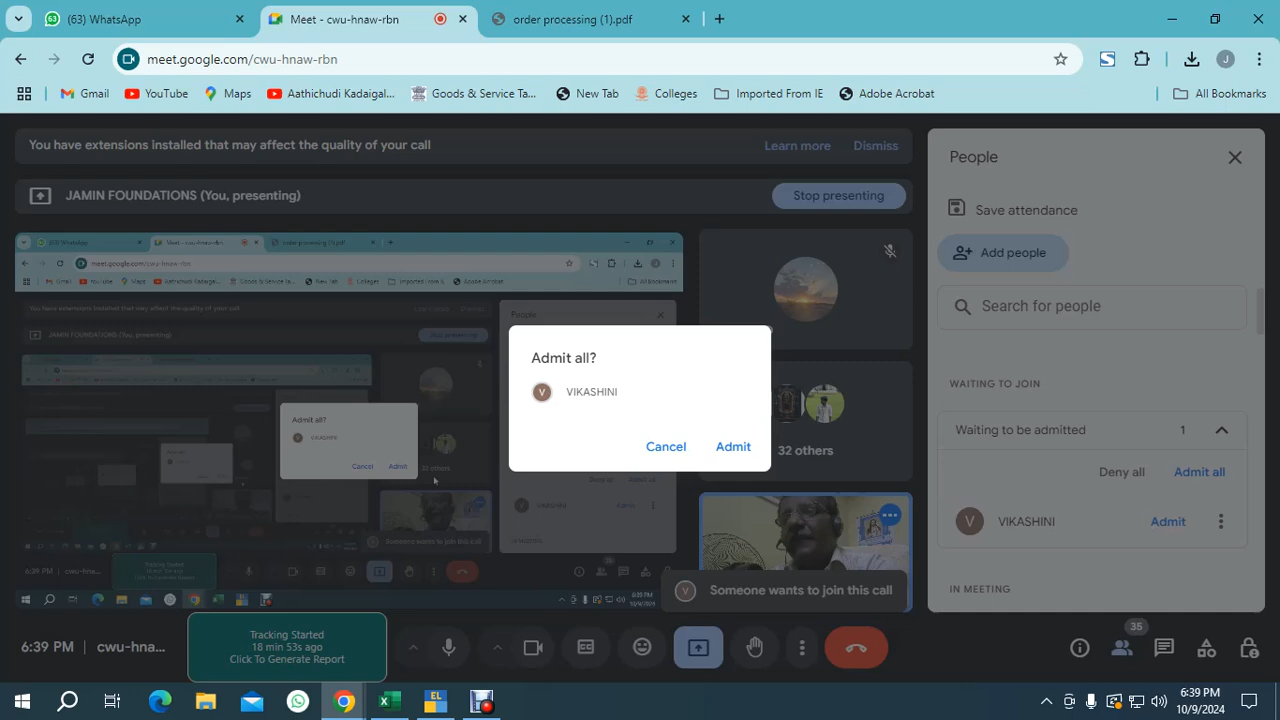 (63) WhatsApp
Meet - cwu-hnaw-rbn
order processing (1).pdf
meet.google.com/cwu-hnaw-rbn
J
Gmail
YouTube
Maps
Aathichudi Kadaigal...
Goods & Service Ta...
New Tab
Colleges
Imported From IE
Adobe Acrobat
All Bookmarks
You have extensions installed that may affect the quality of your call
Learn more
Dismiss
JAMIN FOUNDATIONS (You, presenting)
Stop presenting
People
Save attendance
Add people
Search for people
WAITING TO JOIN
Waiting to be admitted
1
Deny all
Admit all
V
VIKASHINI
Admit
IN MEETING
Admit all?
V
VIKASHINI
Cancel
Admit
32 others
V
Someone wants to join this call
6:39 PM
cwu-hna...
Tracking Started
18 min 53s ago
Click To Generate Report
35
EL
6:39 PM
10/9/2024